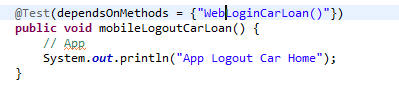 @Test(dependsOnMethods = {"WebLoginCarLoan()"})
public void mobileLogoutCarLoan() {
// App
System.out.println("App Logout Car Home");
}